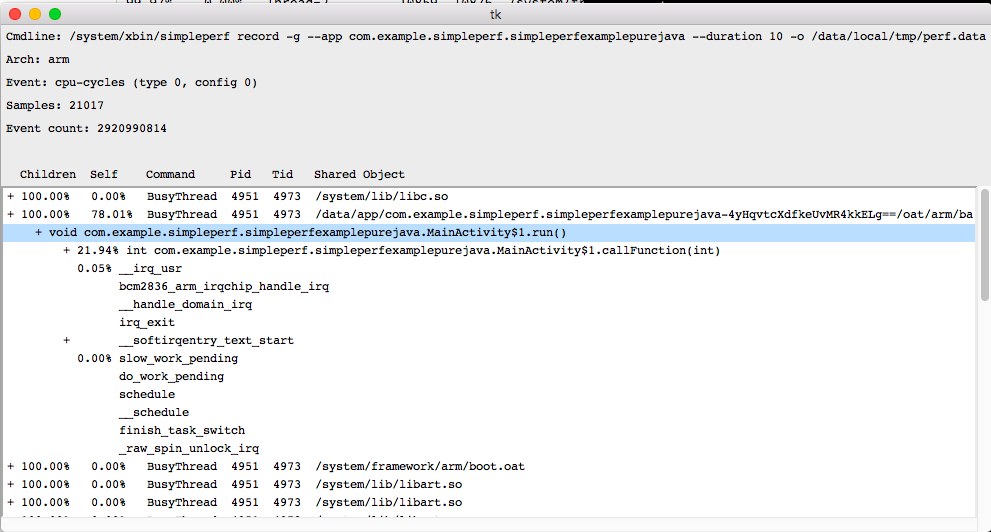 tk
Cmdline: /system/xbin/simpleperf record -g --app com.example.simpleperf.simpleperfexamplepurejava --duration 10 -o /data/local/tmp/perf.data
Arch: arm
Event: cpu-cycles (type 0, config 0)
Samples: 21017
Event count: 2920990814
Children Self Command Pid Tid Shared Object
+ 100.00% 0.00% BusyThread 4951 4973 /system/lib/libc.so
+ 100.00% 78.01% BusyThread 4951 4973 /data/app/com.example.simpleperf.simpleperfexamplepurejava-4yHqvtcXdfkeUvMR4kkELg==/oat/arm/ba
+ void com.example.simpleperf.simpleperfexamplepurejava.MainActivity$1.run()
+ 21.94% int com.example.simpleperf.simpleperfexamplepurejava.MainActivity$1.callFunction(int)
0.05% __irq_usr
bcm2836_arm_irqchip_handle_irq
__handle_domain_irq
irq_exit
+ __softirqentry_text_start
0.00% slow_work_pending
do_work_pending
schedule
__schedule
finish_task_switch
_raw_spin_unlock_irq
+ 100.00% 0.00% BusyThread 4951 4973 /system/framework/arm/boot.oat
+ 100.00% 0.00% BusyThread 4951 4973 /system/lib/libart.so
+ 100.00% 0.00% BusyThread 4951 4973 /system/lib/libart.so